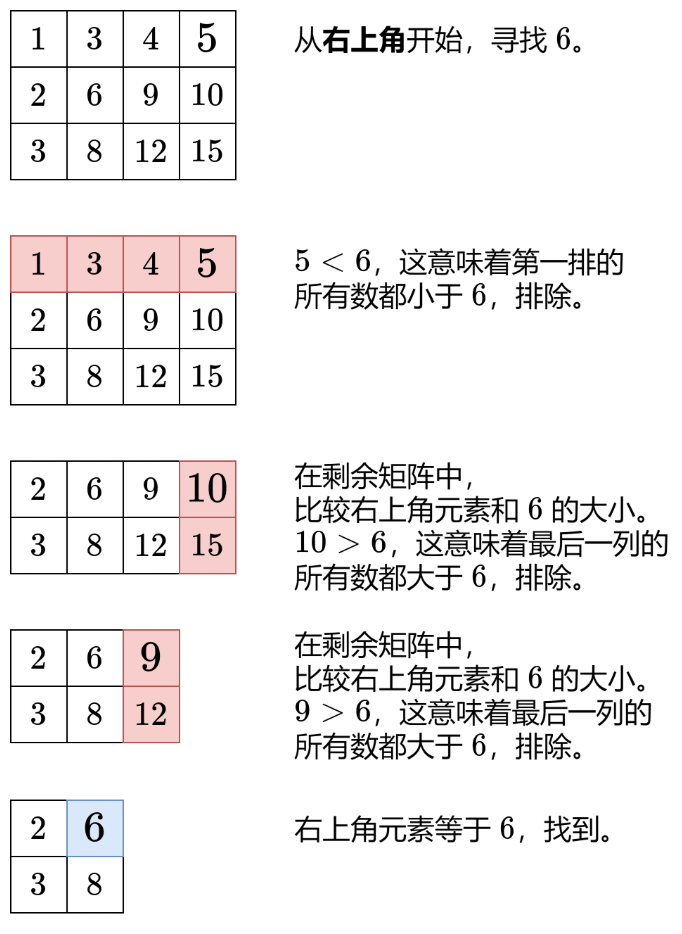 1 3 4 5
2 6 9 10
3 8 12 15
从右上角开始，寻找 6。
1 3 4 5
2 6 9 10
3 8 12 15
5 < 6，这意味着第一排的
所有数都小于 6，排除。
2 6 9 10
3 8 12 15
在剩余矩阵中，
比较右上角元素和 6 的大小。
10 > 6，这意味着最后一列的
所有数都大于 6，排除。
2 6 9
3 8 12
在剩余矩阵中，
比较右上角元素和 6 的大小。
9 > 6，这意味着最后一列的
所有数都大于 6，排除。
2 6
3 8
右上角元素等于 6，找到。